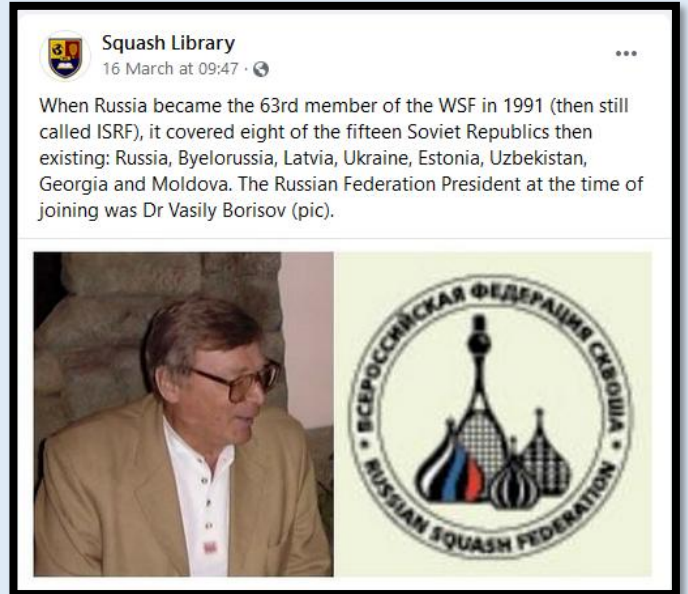 Squash Library
16 March at 09:47
When Russia became the 63rd member of the WSF in 1991 (then still
called ISRF), it covered eight of the fifteen Soviet Republics then
existing: Russia, Byelorussia, Latvia, Ukraine, Estonia, Uzbekistan,
Georgia and Moldova. The Russian Federation President at the time of
joining was Dr Vasily Borisov (pic).
ВСЕРОССИЙСКАЯ ФЕДЕРАЦИЯ СКВОША
RUSSIAN SQUASH FEDERATION